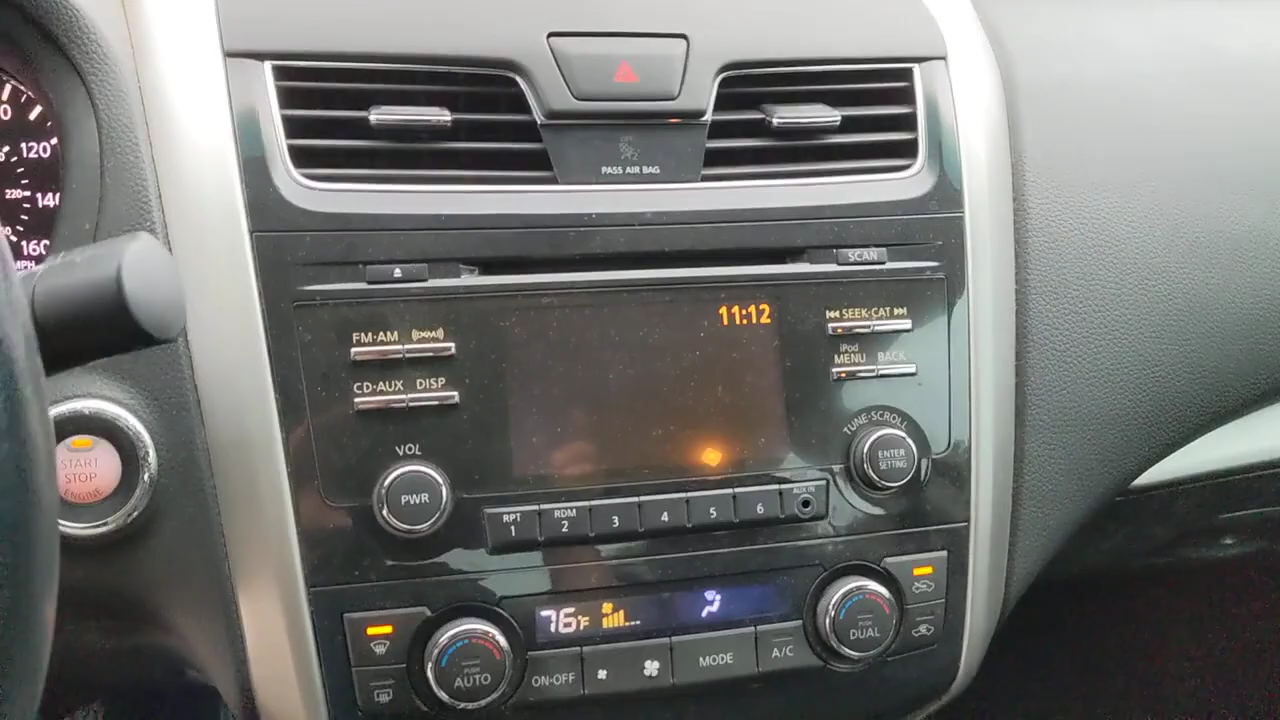 120
220
140
160
MPH
OFF
PASS AIR BAG
SCAN
11:12
FM·AM
((XM))
SEEK·CAT
iPod
MENU
BACK
CD·AUX
DISP
TUNE·SCROLL
ENTER
SETTING
VOL
PWR
START
STOP
ENGINE
RPT
1
RDM
2
3
4
5
6
AUX IN
76°F
PUSH
AUTO
ON·OFF
MODE
A/C
PUSH
DUAL